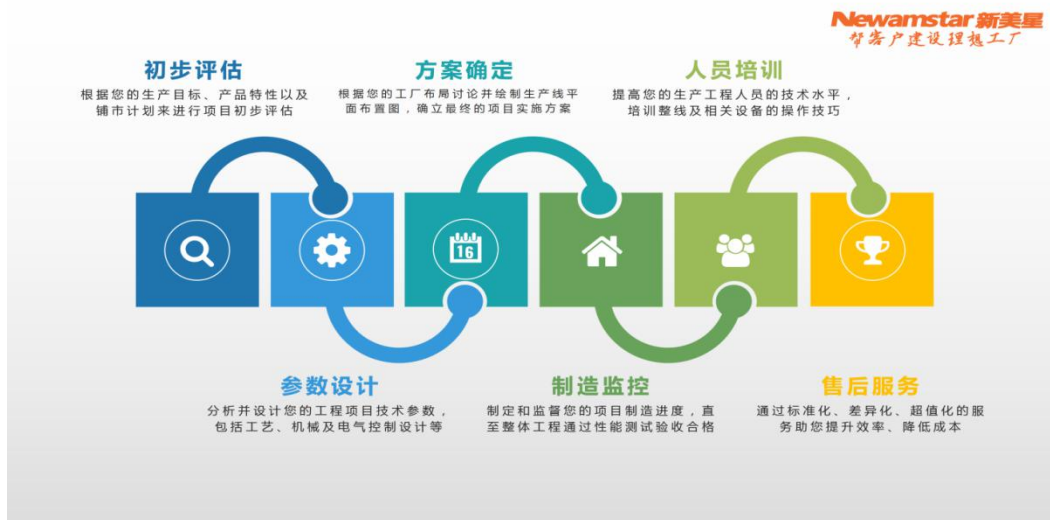 Newamstar 新美星
帮客户建设理想工厂
初步评估
根据您的生产目标、产品特性以及
铺市计划来进行项目初步评估
方案确定
根据您的工厂布局讨论并绘制生产线平
面布置图，确立最终的项目实施方案
人员培训
提高您的生产工程人员的技术水平，
培训整线及相关设备的操作技巧
16
参数设计
分析并设计您的工程项目技术参数，
包括工艺、机械及电气控制设计等
制造监控
制定和监督您的项目制造进度，直
至整体工程通过性能测试验收合格
售后服务
通过标准化、差异化、超值化的服
务助您提升效率、降低成本